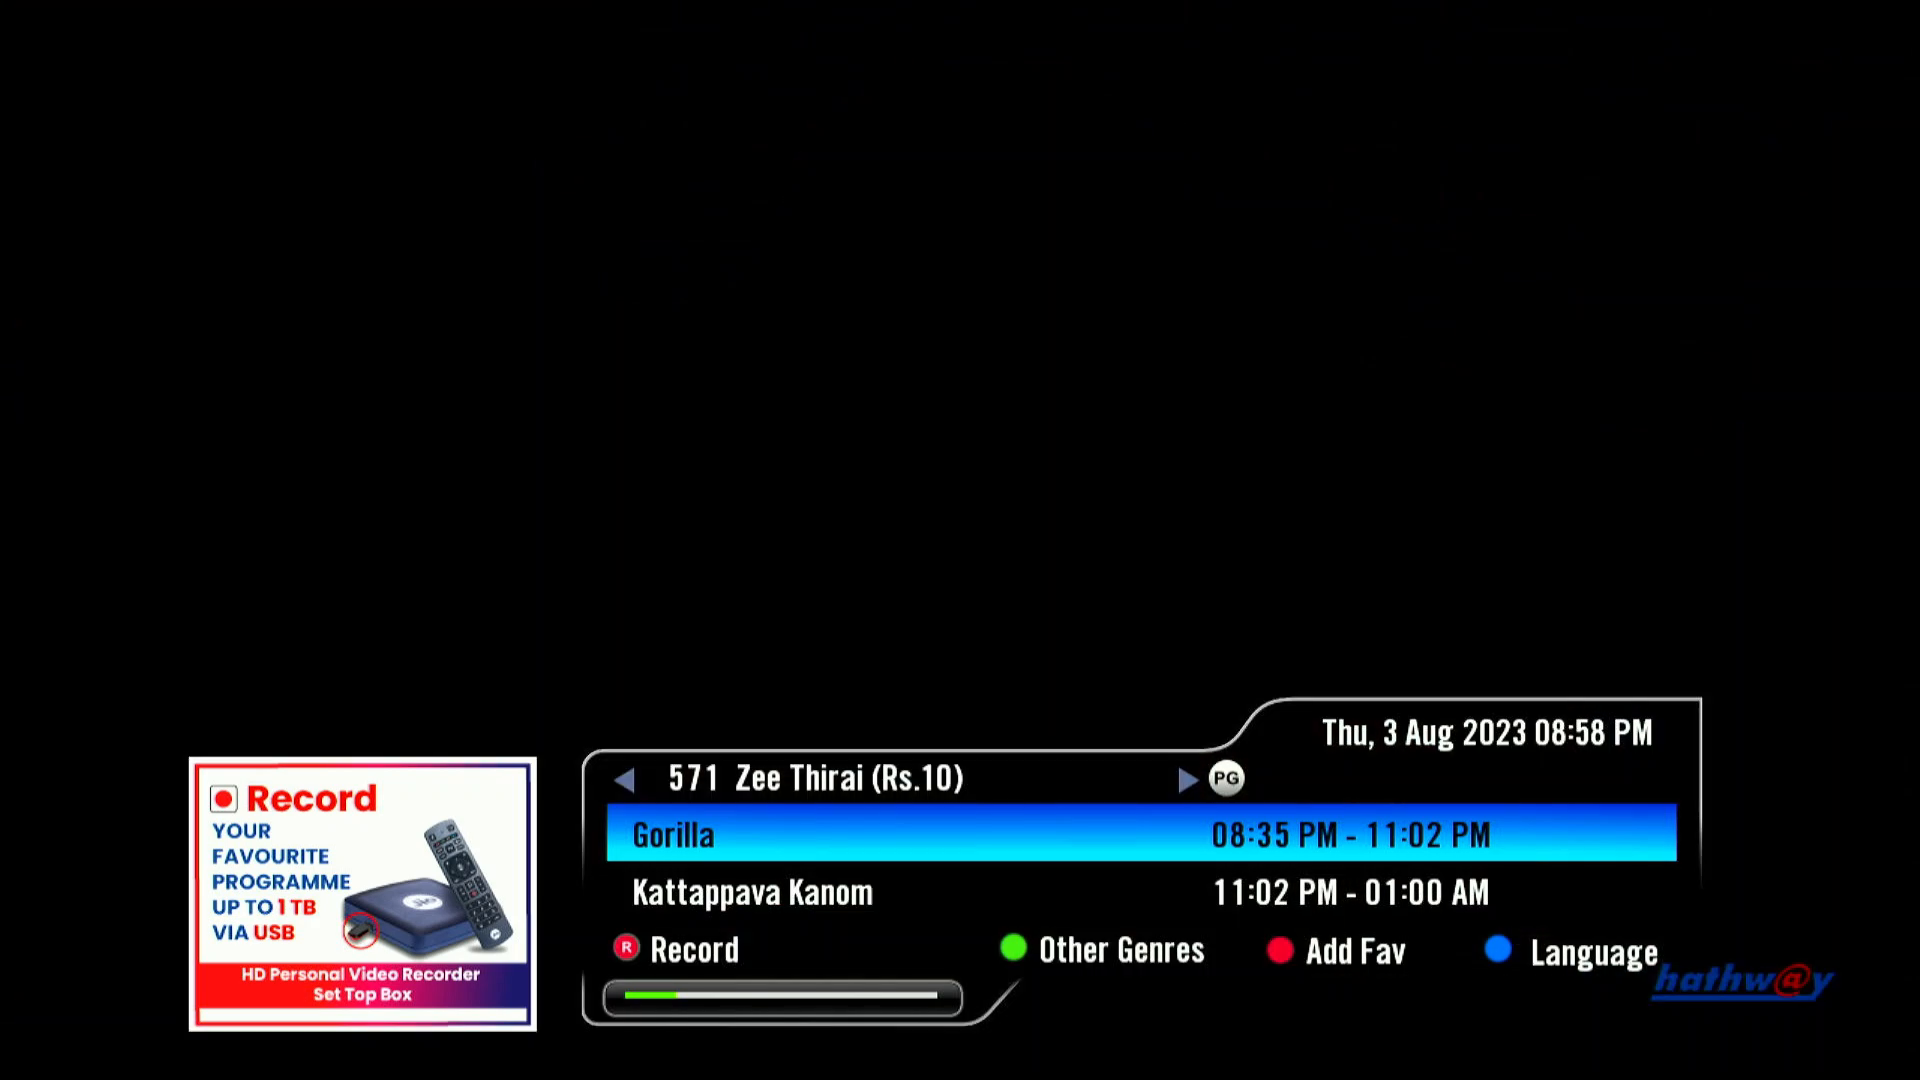 Thu, 3 Aug 2023 08:58 PM
571 Zee Thirai (Rs.10)
PG
Gorilla 08:35 PM - 11:02 PM
Kattappava Kanom 11:02 PM - 01:00 AM
R Record Other Genres Add Fav Language
hathw@y
Record
YOUR
FAVOURITE
PROGRAMME
UP TO 1 TB
VIA USB
Jio
HD Personal Video Recorder
Set Top Box